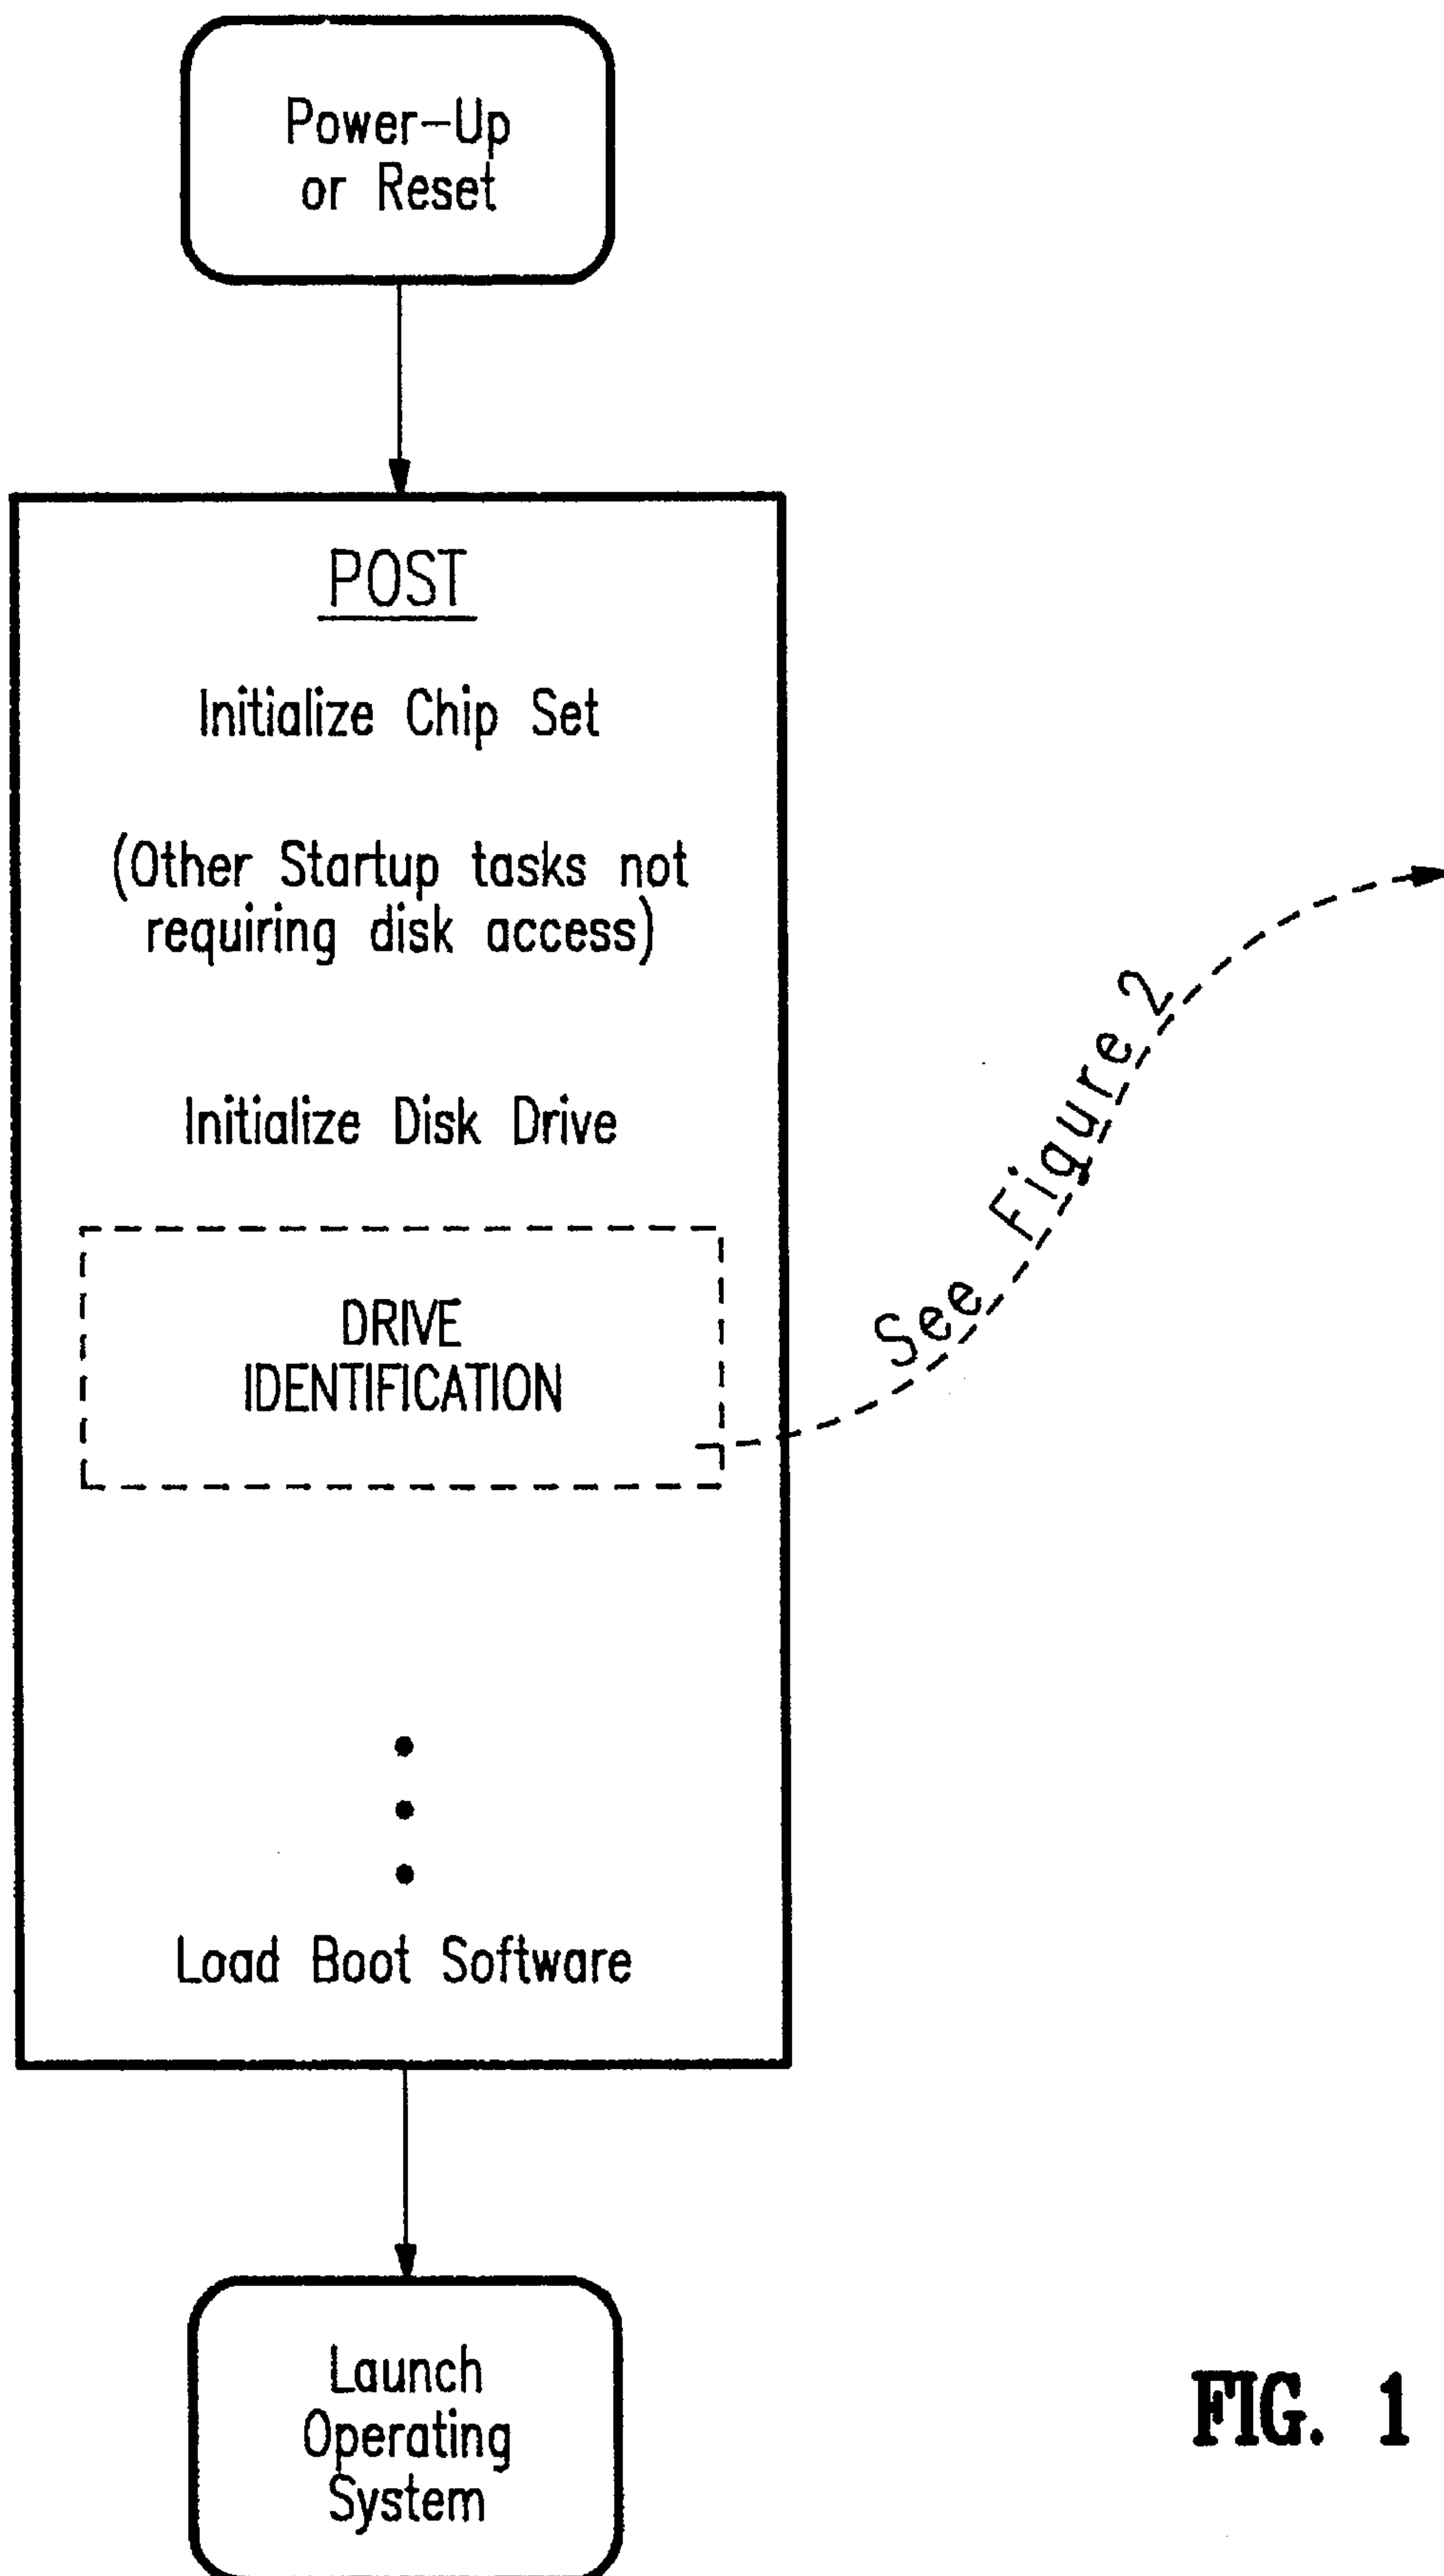 Power-Up
or Reset
POST
Initialize Chip Set
(Other Startup tasks not
requiring disk access)
Initialize Disk Drive
DRIVE
IDENTIFICATION
See Figure 2
Load Boot Software
Launch
Operating
System
FIG. 1